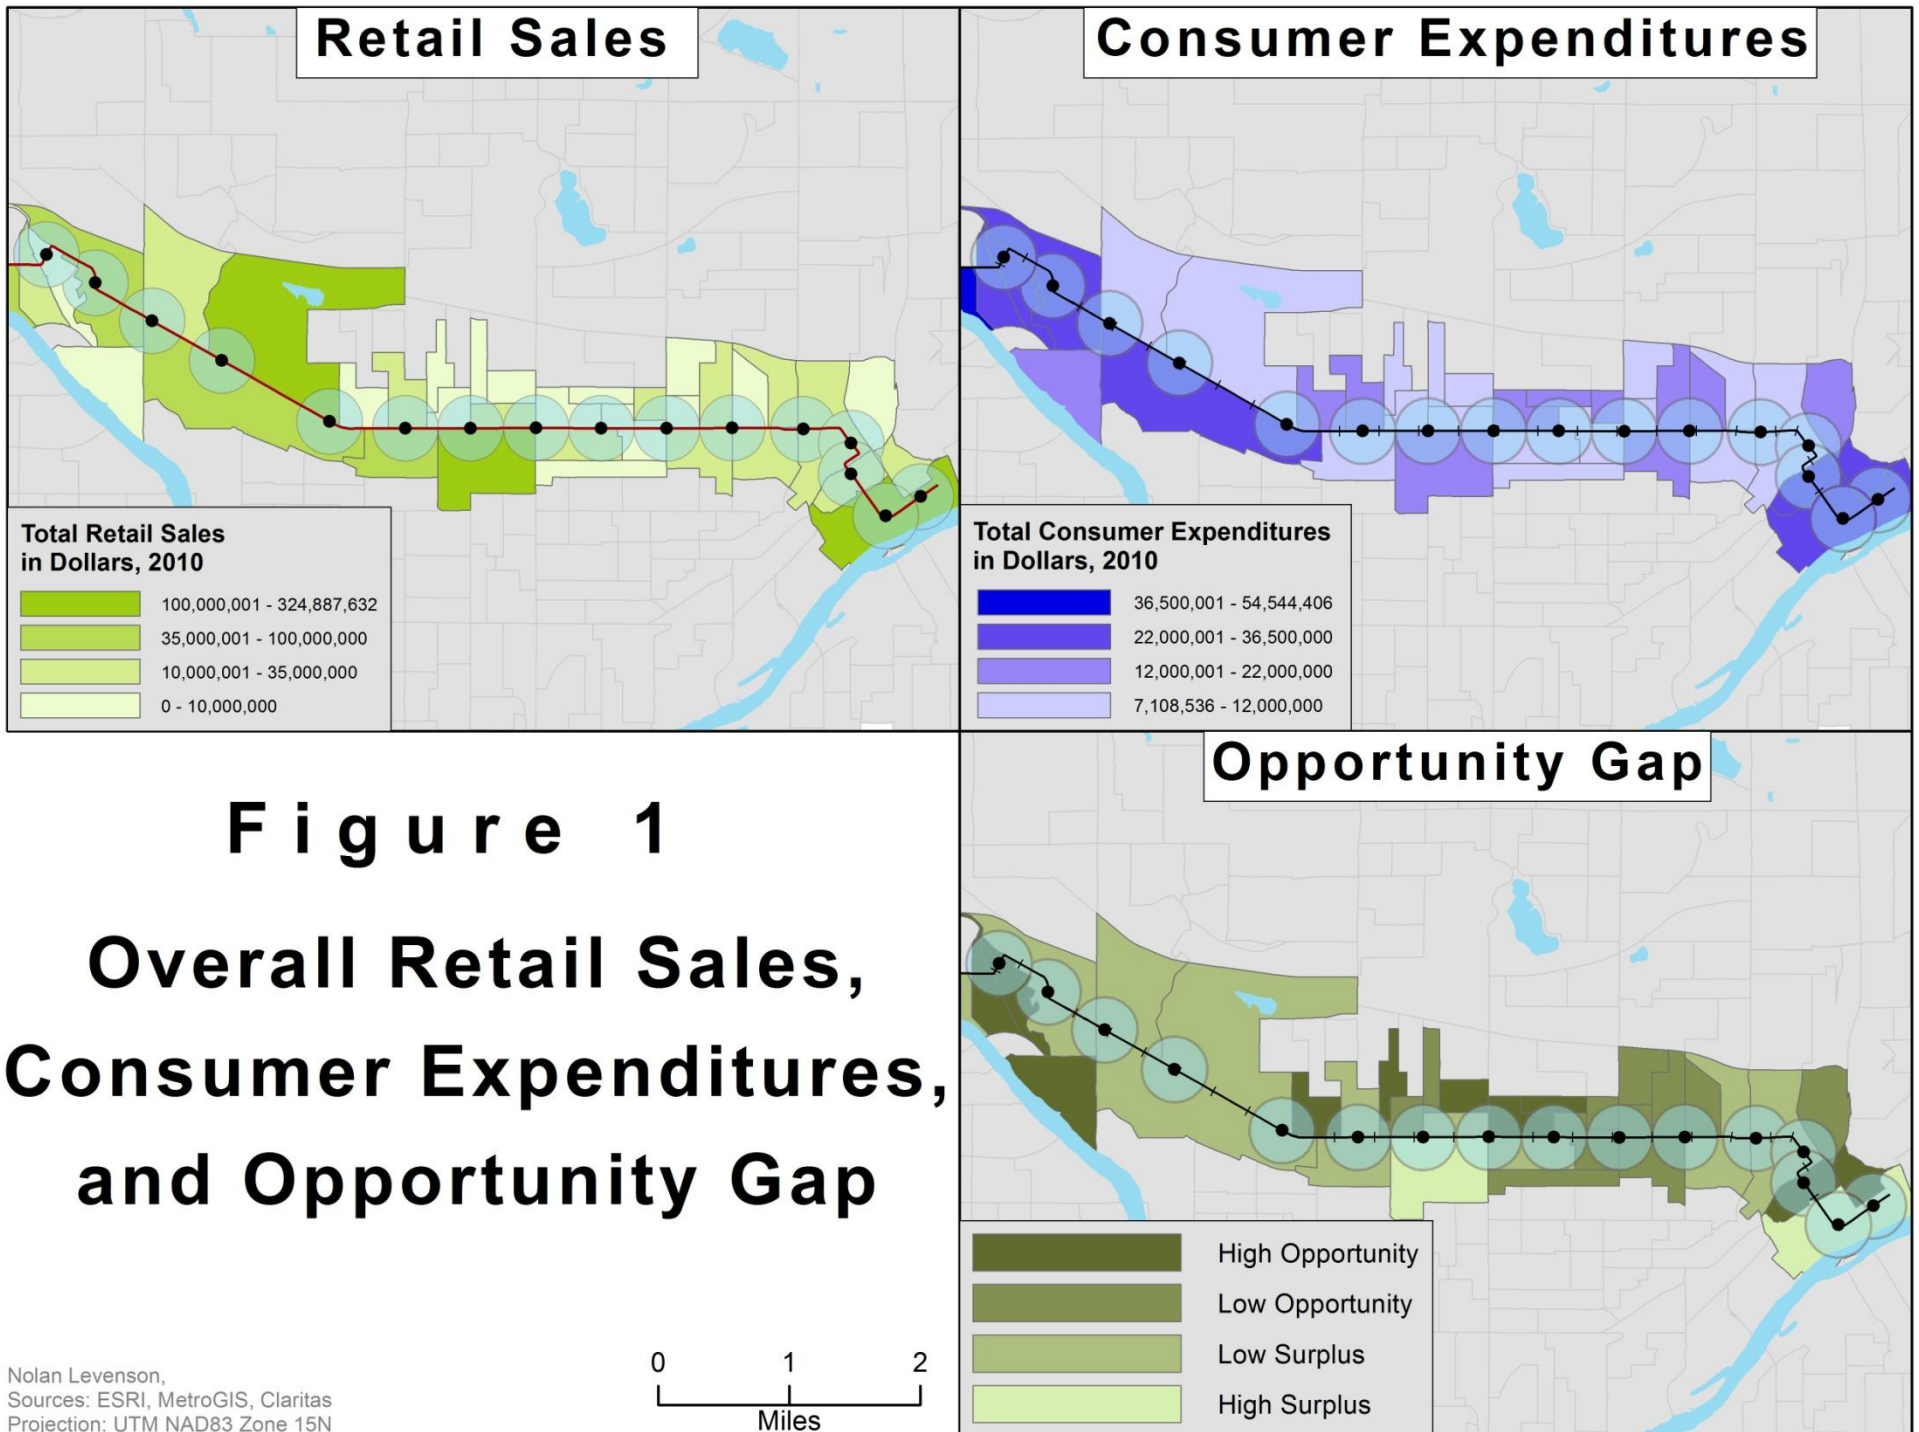 Retail Sales
Total Retail Sales
in Dollars, 2010
100,000,001 - 324,887,632
35,000,001 - 100,000,000
10,000,001 - 35,000,000
0 - 10,000,000
Consumer Expenditures
Total Consumer Expenditures
in Dollars, 2010
36,500,001 - 54,544,406
22,000,001 - 36,500,000
12,000,001 - 22,000,000
7,108,536 - 12,000,000
Figure 1
Overall Retail Sales,
Consumer Expenditures,
and Opportunity Gap
Nolan Levenson,
Sources: ESRI, MetroGIS, Claritas
Projection: UTM NAD83 Zone 15N
0 1 2
Miles
Opportunity Gap
High Opportunity
Low Opportunity
Low Surplus
High Surplus